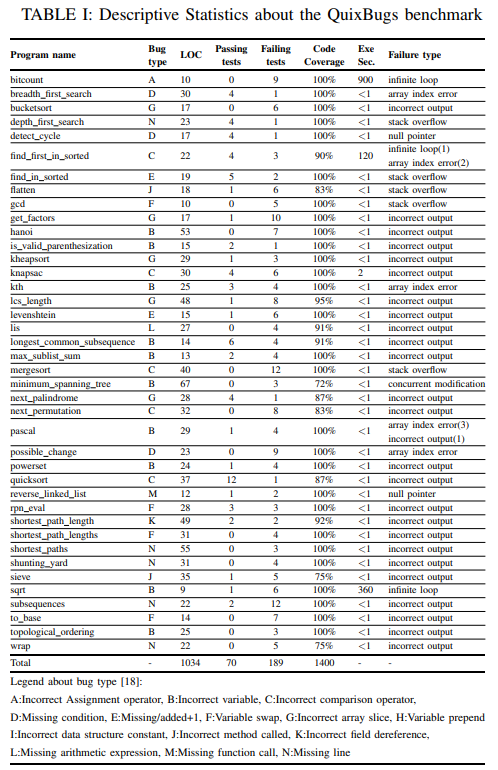 TABLE I: Descriptive Statistics about the QuixBugs benchmark
Program name Bug type LOC Passing tests Failing tests Code Coverage Exe Sec. Failure type
bitcount A 10 0 9 100% 900 infinite loop
breadth_first_search D 30 4 1 100% <1 array index error
bucketsort G 17 0 6 100% <1 incorrect output
depth_first_search N 23 4 1 100% <1 stack overflow
detect_cycle D 17 4 1 100% <1 null pointer
find_first_in_sorted C 22 4 3 90% 120 infinite loop(1) array index error(2)
find_in_sorted E 19 5 2 100% <1 stack overflow
flatten J 18 1 6 83% <1 stack overflow
gcd F 10 0 5 100% <1 stack overflow
get_factors G 17 1 10 100% <1 incorrect output
hanoi B 53 0 7 100% <1 incorrect output
is_valid_parenthesization B 15 2 1 100% <1 incorrect output
kheapsort G 29 1 3 100% <1 incorrect output
knapsac C 30 4 6 100% 2 incorrect output
kth B 25 3 4 100% <1 array index error
lcs_length G 48 1 8 95% <1 incorrect output
levenshtein E 15 1 6 100% <1 incorrect output
lis L 27 0 4 91% <1 incorrect output
longest_common_subsequence B 14 6 4 91% <1 incorrect output
max_sublist_sum B 13 2 4 100% <1 incorrect output
mergesort C 40 0 12 100% <1 stack overflow
minimum_spanning_tree B 67 0 3 72% <1 concurrent modification
next_palindrome G 28 4 1 87% <1 incorrect output
next_permutation C 32 0 8 83% <1 incorrect output
pascal B 29 1 4 100% <1 array index error(3) incorrect output(1)
possible_change D 23 0 9 100% <1 array index error
powerset B 24 1 4 100% <1 incorrect output
quicksort C 37 12 1 87% <1 incorrect output
reverse_linked_list M 12 1 2 100% <1 null pointer
rpn_eval F 28 3 3 100% <1 incorrect output
shortest_path_length K 49 2 2 92% <1 incorrect output
shortest_path_lengths F 31 0 4 100% <1 incorrect output
shortest_paths N 55 0 3 100% <1 incorrect output
shunting_yard N 31 0 4 100% <1 incorrect output
sieve J 35 1 5 75% <1 incorrect output
sqrt B 9 1 6 100% 360 infinite loop
subsequences N 22 2 12 100% <1 incorrect output
to_base F 14 0 7 100% <1 incorrect output
topological_ordering B 25 0 3 100% <1 incorrect output
wrap N 22 0 5 75% <1 incorrect output
Total - 1034 70 189 1400 - -
Legend about bug type [18]:
A:Incorrect Assignment operator, B:Incorrect variable, C:Incorrect comparison operator,
D:Missing condition, E:Missing/added+1, F:Variable swap, G:Incorrect array slice, H:Variable prepend
I:Incorrect data structure constant, J:Incorrect method called, K:Incorrect field dereference,
L:Missing arithmetic expression, M:Missing function call, N:Missing line